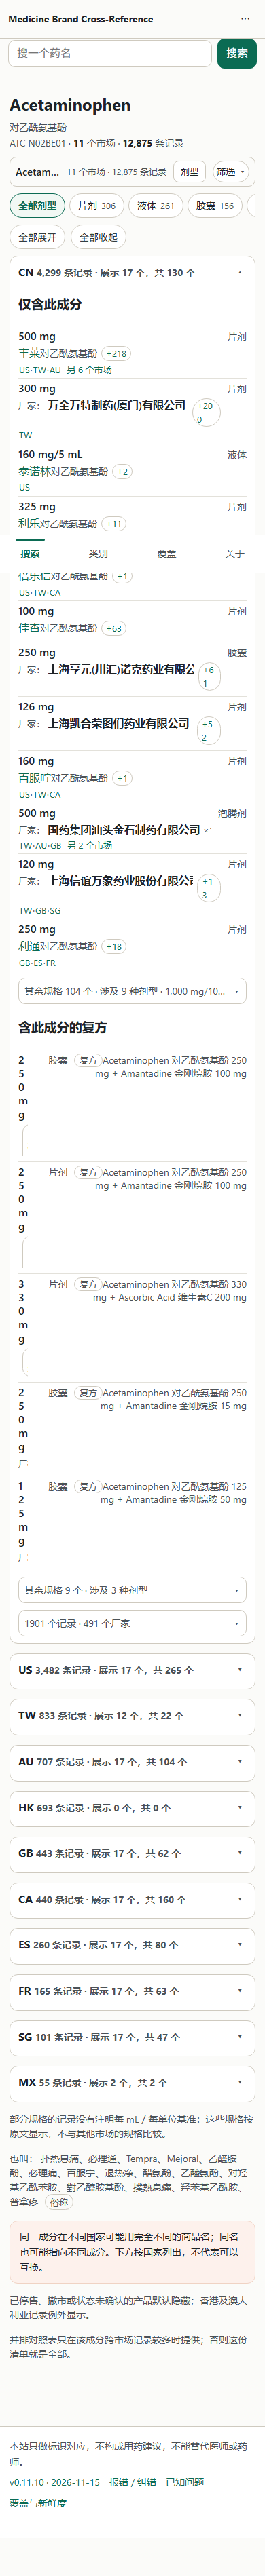 Medicine Brand Cross-Reference ...
搜一个药名 搜索
Acetaminophen
对乙酰氨基酚
ATC N02BE01 · 11 个市场 · 12,875 条记录
Acetam... 11 个市场 · 12,875 条记录 剂型 筛选
全部剂型 片剂 306 液体 261 胶囊 156
全部展开 全部收起
CN 4,299 条记录 · 展示 17 个，共 130 个
仅含此成分
500 mg 片剂
丰莱对乙酰氨基酚 +218
US·TW·AU 另 6 个市场
300 mg 片剂
厂家： 万全万特制药(厦门)有限公司 +200
TW
160 mg/5 mL 液体
泰诺林对乙酰氨基酚 +2
US
325 mg 片剂
利乐对乙酰氨基酚 +11
搜索 类别 覆盖 关于
倍乐信对乙酰氨基酚 +1
US·TW·CA
100 mg 片剂
佳杏对乙酰氨基酚 +63
250 mg 胶囊
厂家： 上海亨元(川汇)诺克药业有限公 +61
126 mg 片剂
厂家： 上海凯合荣图们药业有限公司 +52
160 mg 片剂
百服咛对乙酰氨基酚 +1
US·TW·CA
500 mg 泡腾剂
厂家： 国药集团汕头金石制药有限公司
TW·AU·GB 另 2 个市场
120 mg 片剂
厂家： 上海信谊万象药业股份有限公 +13
TW·GB·SG
250 mg 片剂
利通对乙酰氨基酚 +18
GB·ES·FR
其余规格 104 个 · 涉及 9 种剂型 · 1,000 mg/10...
含此成分的复方
250 mg 胶囊 复方 Acetaminophen 对乙酰氨基酚 250
mg + Amantadine 金刚烷胺 100 mg
250 mg 片剂 复方 Acetaminophen 对乙酰氨基酚 250
mg + Amantadine 金刚烷胺 100 mg
330 mg 片剂 复方 Acetaminophen 对乙酰氨基酚 330
mg + Ascorbic Acid 维生素C 200 mg
250 mg 胶囊 复方 Acetaminophen 对乙酰氨基酚 250
mg + Amantadine 金刚烷胺 15 mg
厂
125 mg 胶囊 复方 Acetaminophen 对乙酰氨基酚 125
mg + Amantadine 金刚烷胺 50 mg
厂
其余规格 9 个 · 涉及 3 种剂型
1901 个记录 · 491 个厂家
US 3,482 条记录 · 展示 17 个，共 265 个
TW 833 条记录 · 展示 12 个，共 22 个
AU 707 条记录 · 展示 17 个，共 104 个
HK 693 条记录 · 展示 0 个，共 0 个
GB 443 条记录 · 展示 17 个，共 62 个
CA 440 条记录 · 展示 17 个，共 160 个
ES 260 条记录 · 展示 17 个，共 80 个
FR 165 条记录 · 展示 17 个，共 63 个
SG 101 条记录 · 展示 17 个，共 47 个
MX 55 条记录 · 展示 2 个，共 2 个
部分规格的记录没有注明每 mL / 每单位基准：这些规格按
原文显示，不与其他市场的规格比较。
也叫： 扑热息痛、必理通、Tempra、Mejoral、乙醯胺
酚、必理痛、百服宁、退热净、醋氨酚、乙醯氨酚、对羟
基乙酰苯胺、對乙醯胺基酚、撲熱息痛、羟苯基乙酰胺、
普拿疼 俗称
同一成分在不同国家可能用完全不同的商品名；同名
也可能指向不同成分。下方按国家列出，不代表可以
互换。
已停售、撤市或状态未确认的产品默认隐藏；香港及澳大
利亚记录例外显示。
并排对照表只在该成分跨市场记录较多时提供；否则这份
清单就是全部。
本站只做标识对应，不构成用药建议，不能替代医师或药
师。
v0.11.10 · 2026-11-15 报错 / 纠错 已知问题
覆盖与新鲜度